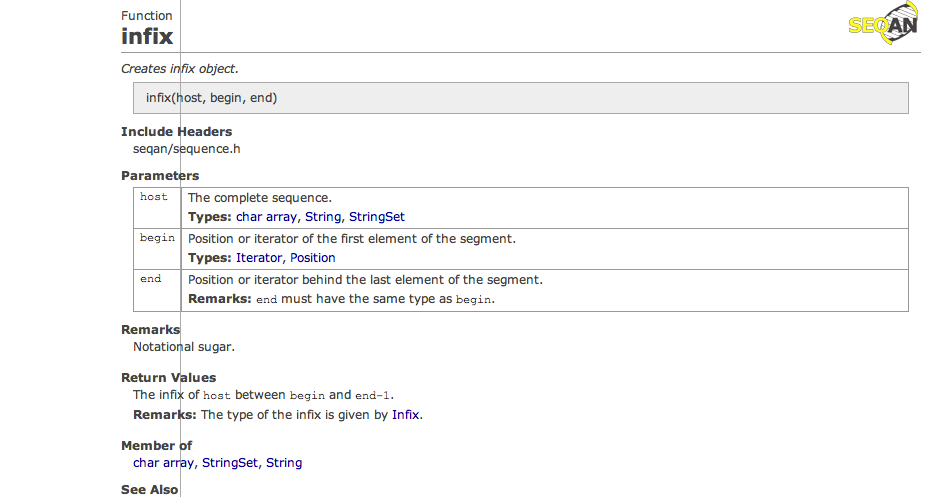 Function
SEQAN
infix
Creates infix object.
infix(host, begin, end)
Include Headers
seqan/sequence.h
Parameters
host The complete sequence.
Types: char array, String, StringSet
begin Position or iterator of the first element of the segment.
Types: Iterator, Position
end Position or iterator behind the last element of the segment.
Remarks: end must have the same type as begin.
Remarks
Notational sugar.
Return Values
The infix of host between begin and end-1.
Remarks: The type of the infix is given by Infix.
Member of
char array, StringSet, String
See Also